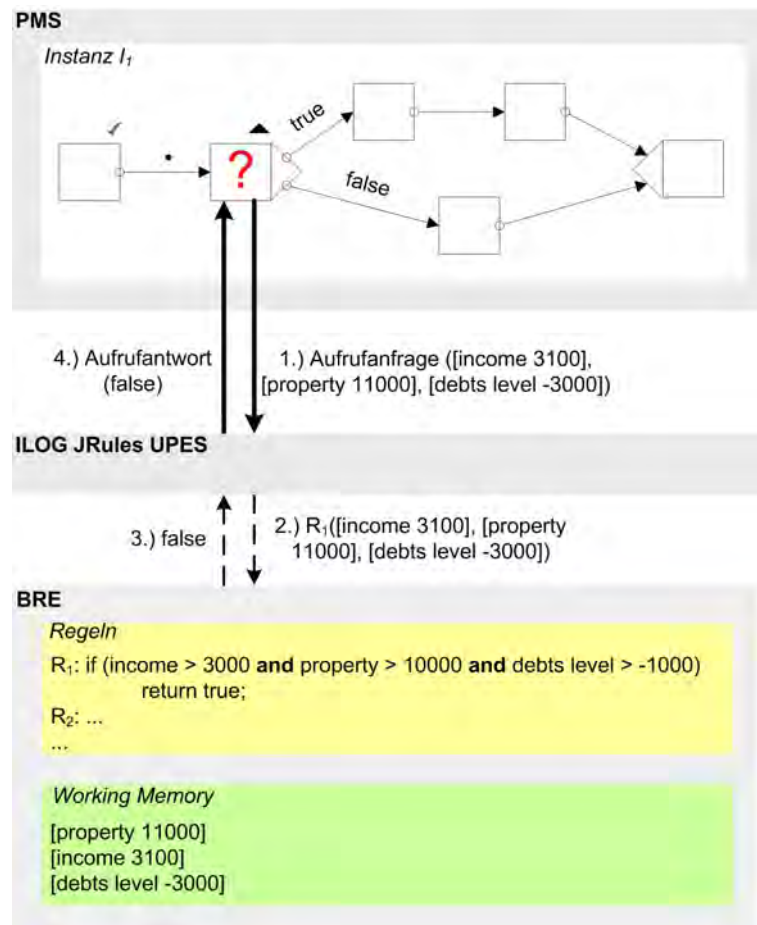 PMS
Instanz I₁
true
?
false
4.) Aufrufantwort
(false)
1.) Aufrufanfrage ([income 3100],
[property 11000], [debts level -3000])
ILOG JRules UPES
3.) false
2.) R₁([income 3100], [property
11000], [debts level -3000])
BRE
Regeln
R₁: if (income > 3000 and property > 10000 and debts level > -1000)
return true;
R₂: ...
...
Working Memory
[property 11000]
[income 3100]
[debts level -3000]